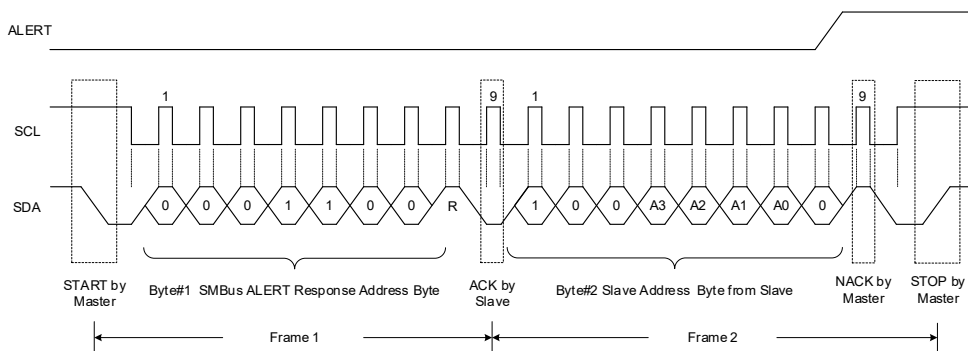 ALERT
1 9 1 9
SCL
SDA
0 0 0 1 1 0 0 R 1 0 0 A3 A2 A1 A0 0
START by
Master
Byte#1 SMBus ALERT Response Address Byte
ACK by
Slave
Byte#2 Slave Address Byte from Slave
NACK by
Master
STOP by
Master
Frame 1
Frame 2